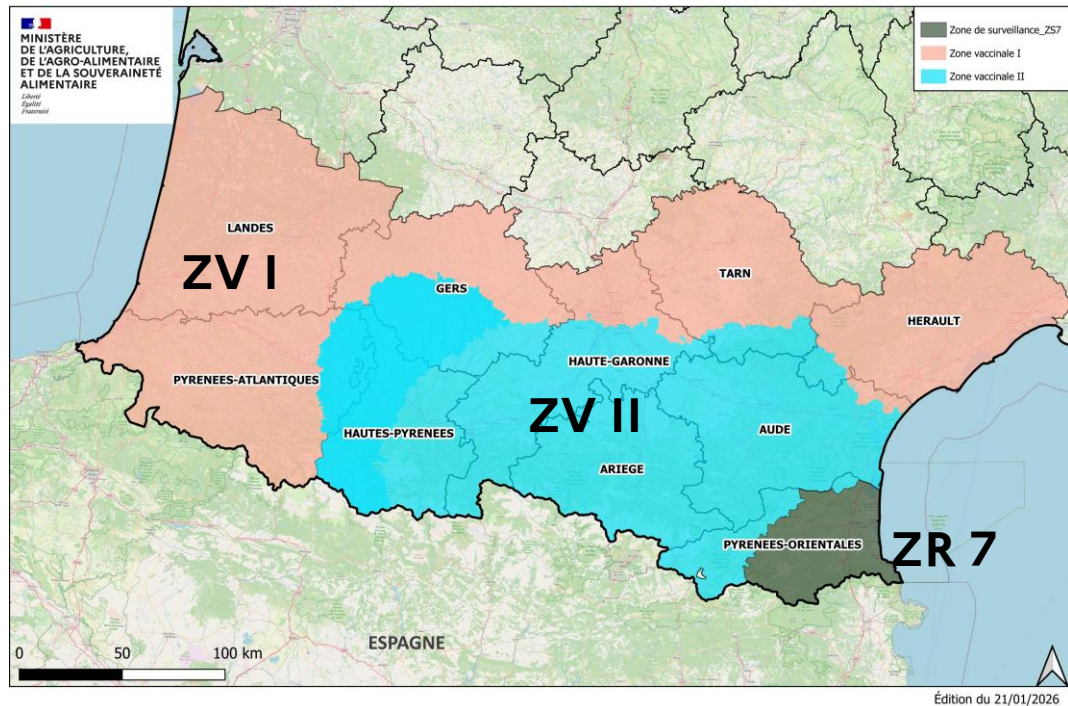 MINISTÈRE
DE L'AGRICULTURE,
DE L'AGRO-ALIMENTAIRE
ET DE LA SOUVERAINETÉ
ALIMENTAIRE
Liberté
Égalité
Fraternité
Zone de surveillance_ZS7
Zone vaccinale I
Zone vaccinale II
LANDES
ZV I
GERS
TARN
HERAULT
PYRENEES-ATLANTIQUES
HAUTE-GARONNE
HAUTES-PYRENEES
ZV II
AUDE
ARIEGE
PYRENEES-ORIENTALES
ZR 7
ESPAGNE
0 50 100 km
Édition du 21/01/2026